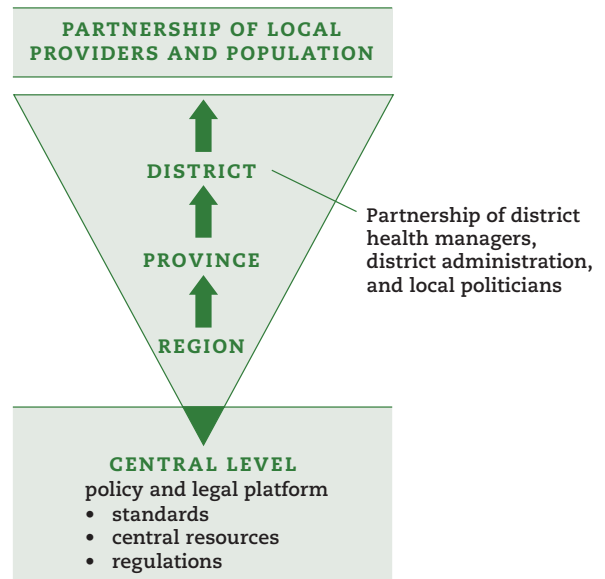 PARTNERSHIP OF LOCAL
PROVIDERS AND POPULATION
DISTRICT
Partnership of district
health managers,
district administration,
and local politicians
PROVINCE
REGION
CENTRAL LEVEL
policy and legal platform
• standards
• central resources
• regulations